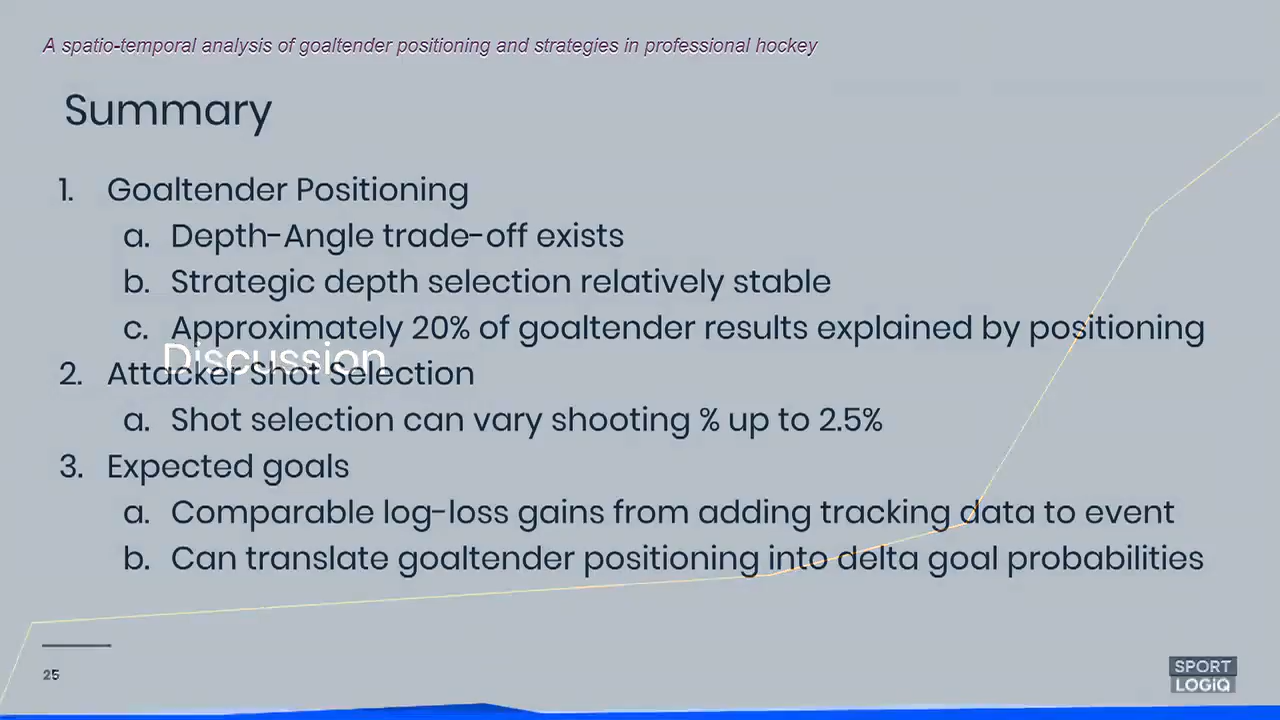 A spatio-temporal analysis of goaltender positioning and strategies in professional hockey
Summary
1. Goaltender Positioning
a. Depth-Angle trade-off exists
b. Strategic depth selection relatively stable
c. Approximately 20% of goaltender results explained by positioning
Discussion
2. Attacker Shot Selection
a. Shot selection can vary shooting % up to 2.5%
3. Expected goals
a. Comparable log-loss gains from adding tracking data to event
b. Can translate goaltender positioning into delta goal probabilities
25
SPORT
LOGiQ